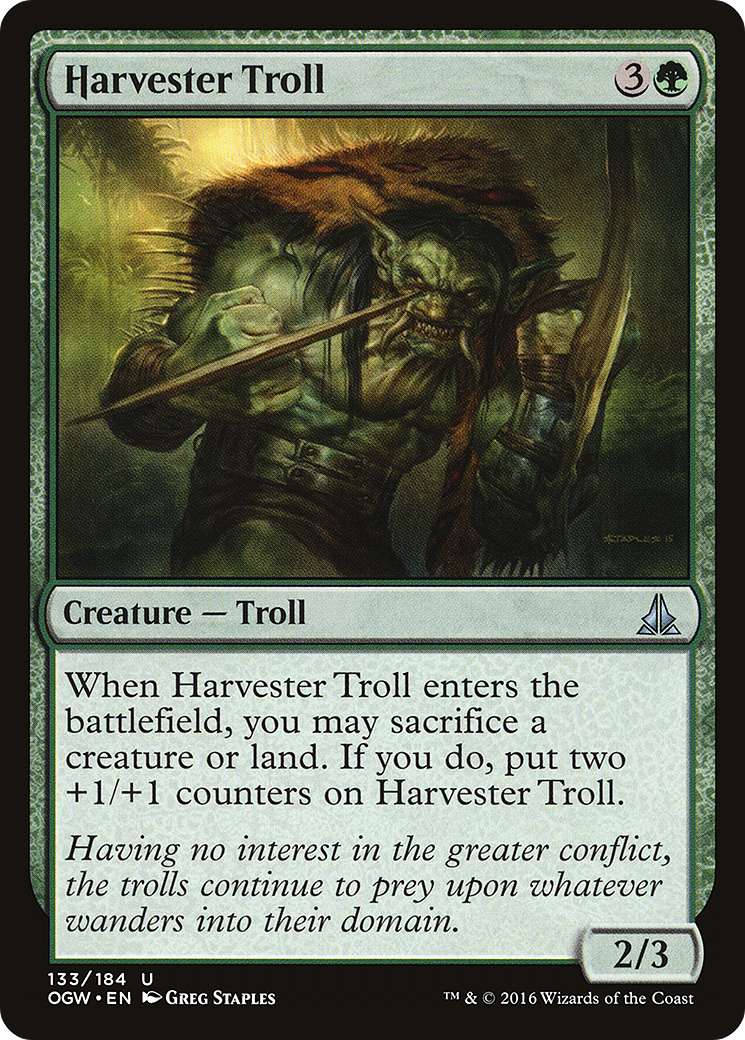 Harvester Troll 3
STAPLES 15
Creature — Troll
When Harvester Troll enters the
battlefield, you may sacrifice a
creature or land. If you do, put two
+1/+1 counters on Harvester Troll.
Having no interest in the greater conflict,
the trolls continue to prey upon whatever
wanders into their domain.
2/3
133/184 U
OGW • EN Greg Staples
™ & © 2016 Wizards of the Coast